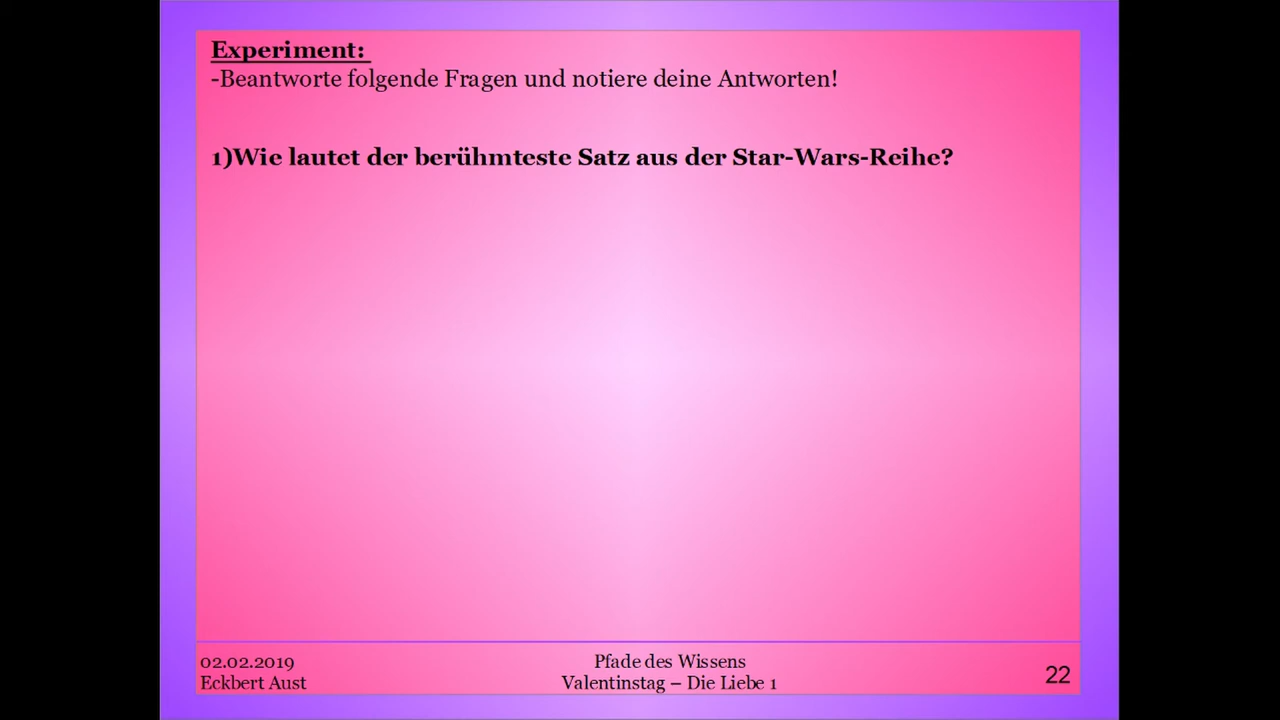 Experiment:
-Beantworte folgende Fragen und notiere deine Antworten!
1)Wie lautet der berühmteste Satz aus der Star-Wars-Reihe?
02.02.2019
Eckbert Aust
Pfade des Wissens
Valentinstag – Die Liebe 1
22